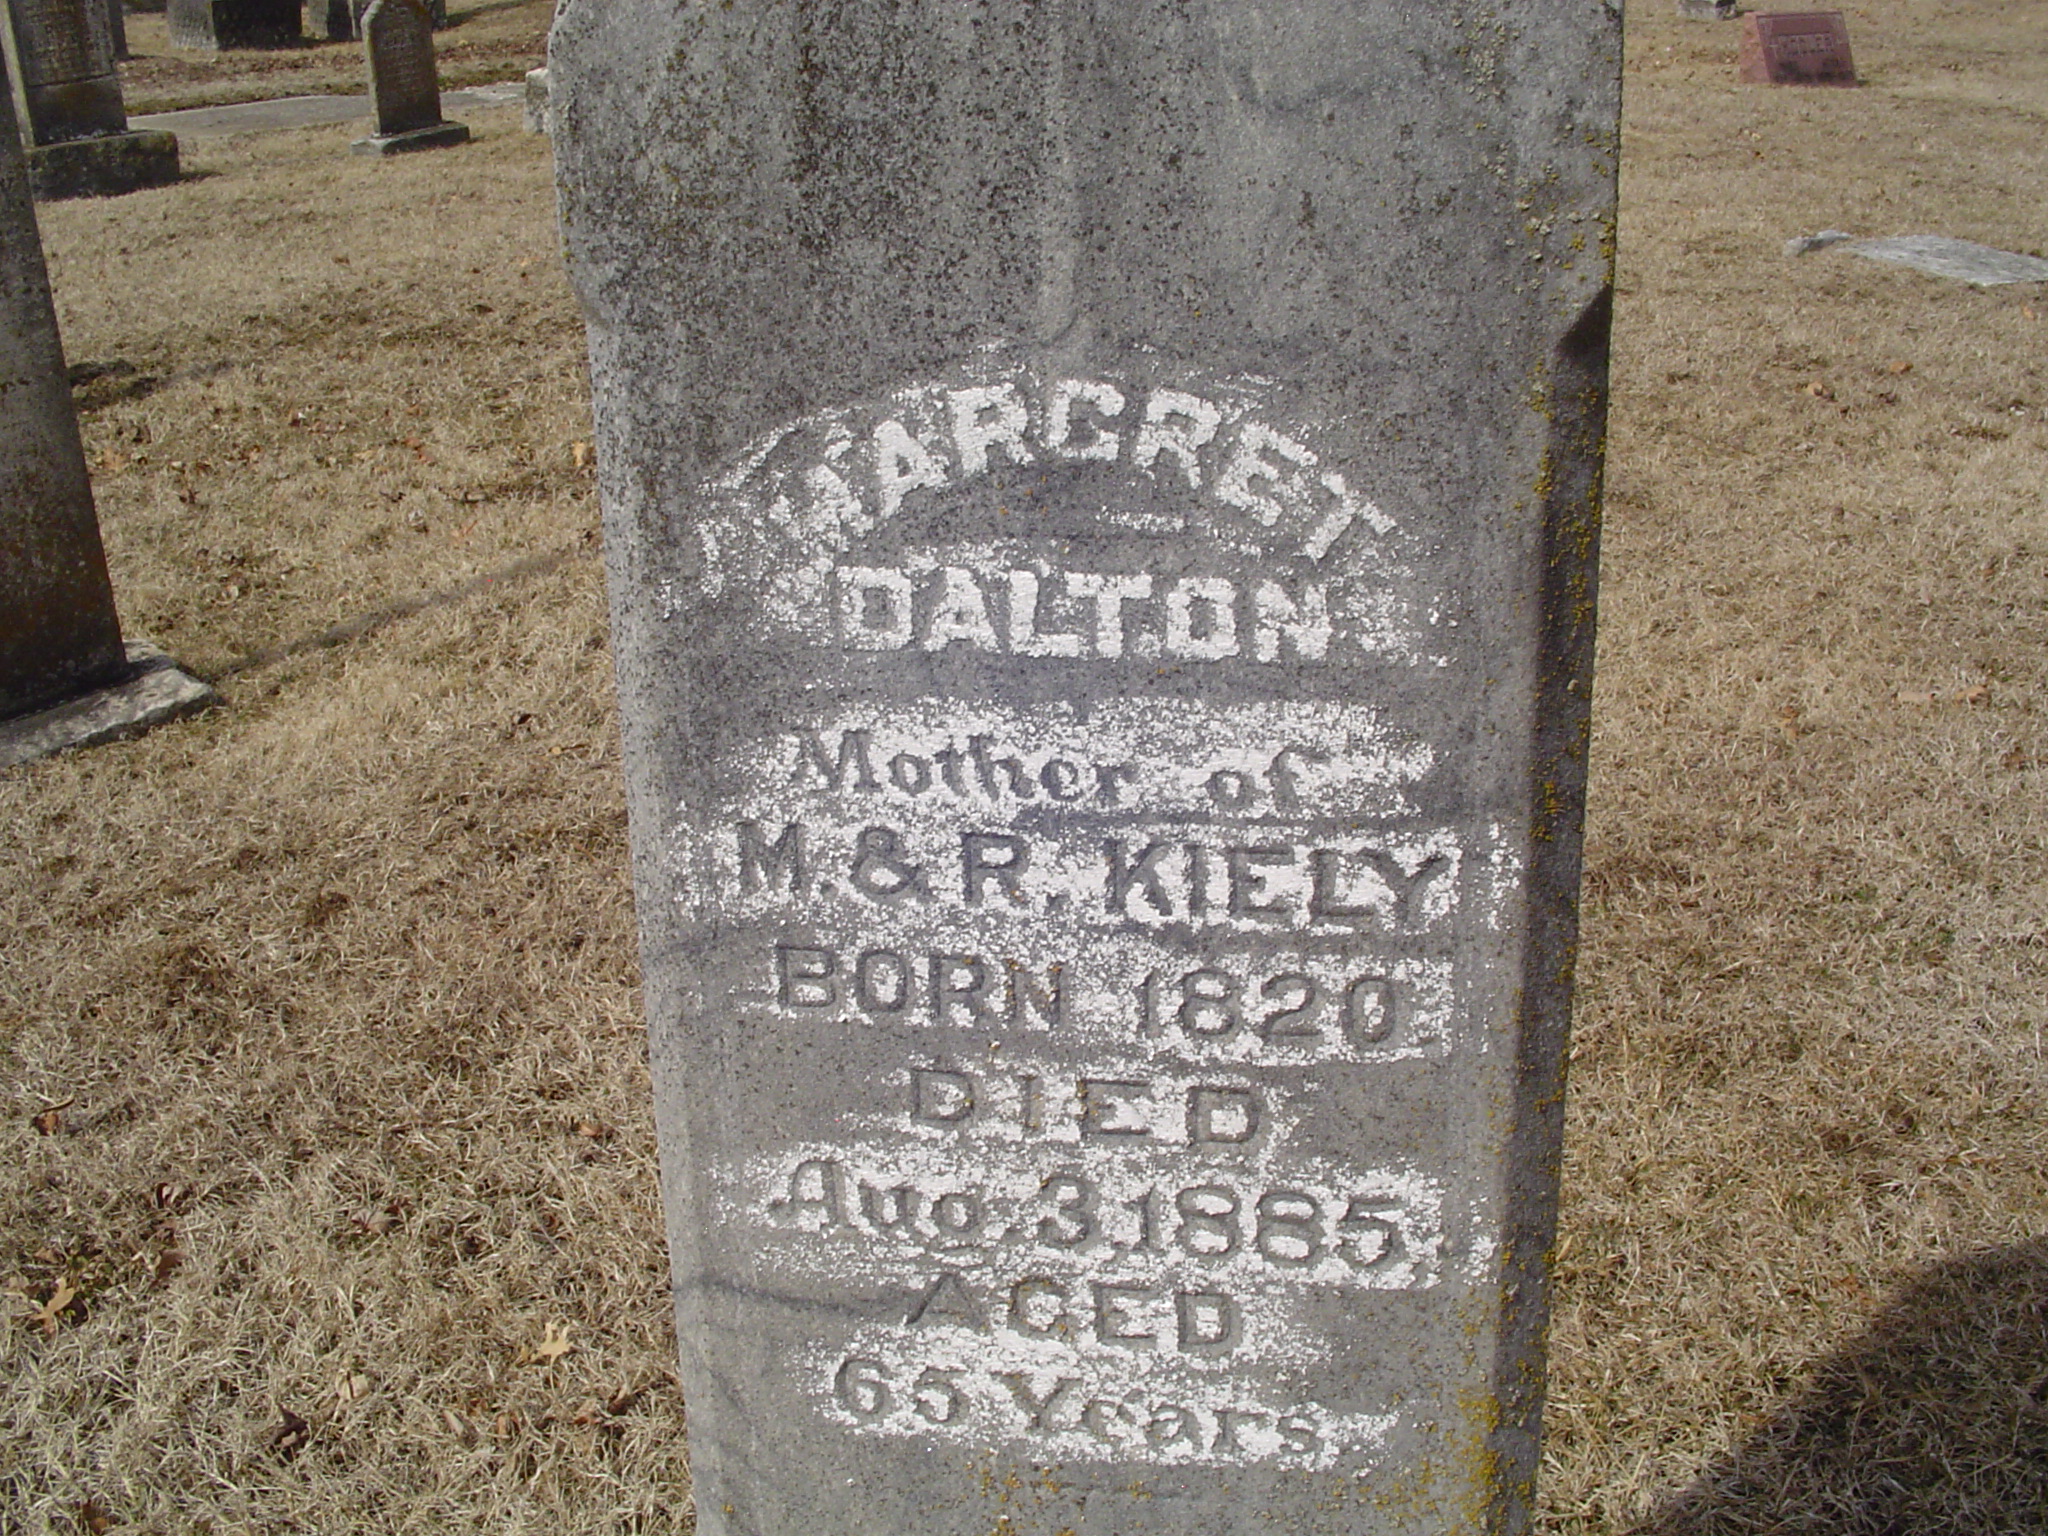 MARGRET
DALTON
Mother of
M. & R. KIELY
BORN 1820
DIED
Aug. 3, 1885,
AGED
65 Years